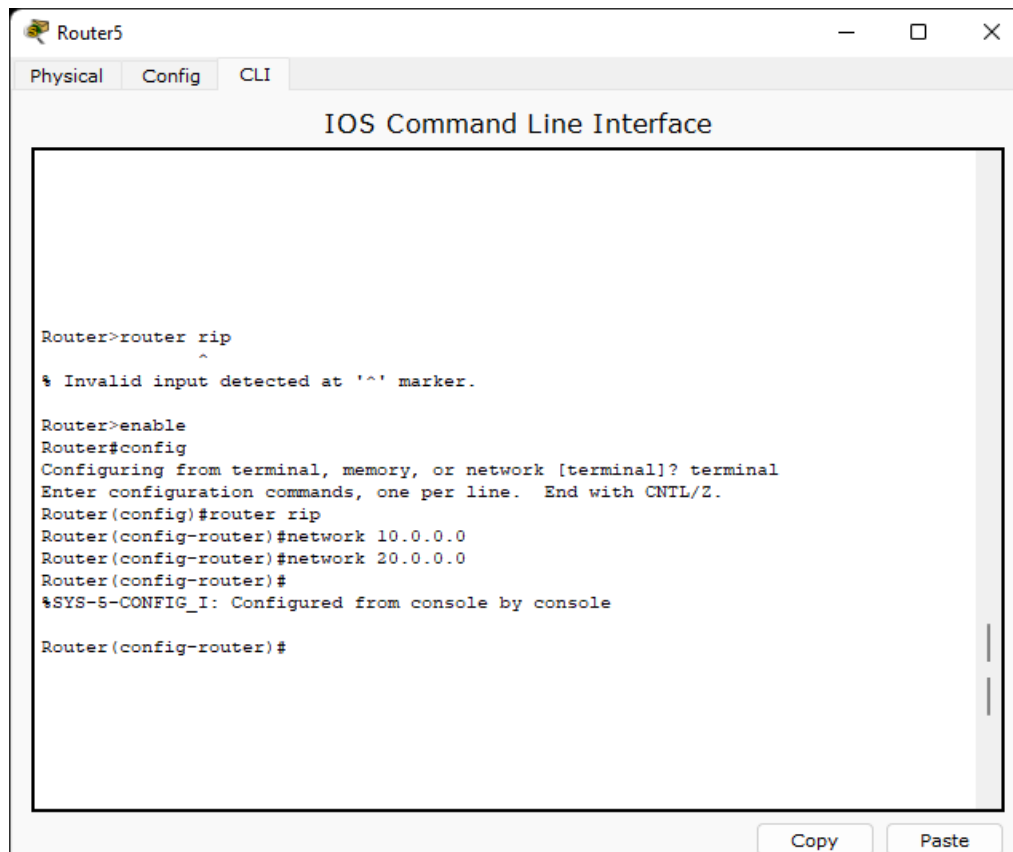 Router5
Physical Config CLI
IOS Command Line Interface
Router>router rip
^
% Invalid input detected at '^' marker.
Router>enable
Router#config
Configuring from terminal, memory, or network [terminal]? terminal
Enter configuration commands, one per line.  End with CNTL/Z.
Router(config)#router rip
Router(config-router)#network 10.0.0.0
Router(config-router)#network 20.0.0.0
Router(config-router)#
%SYS-5-CONFIG_I: Configured from console by console
Router(config-router)#
Copy Paste